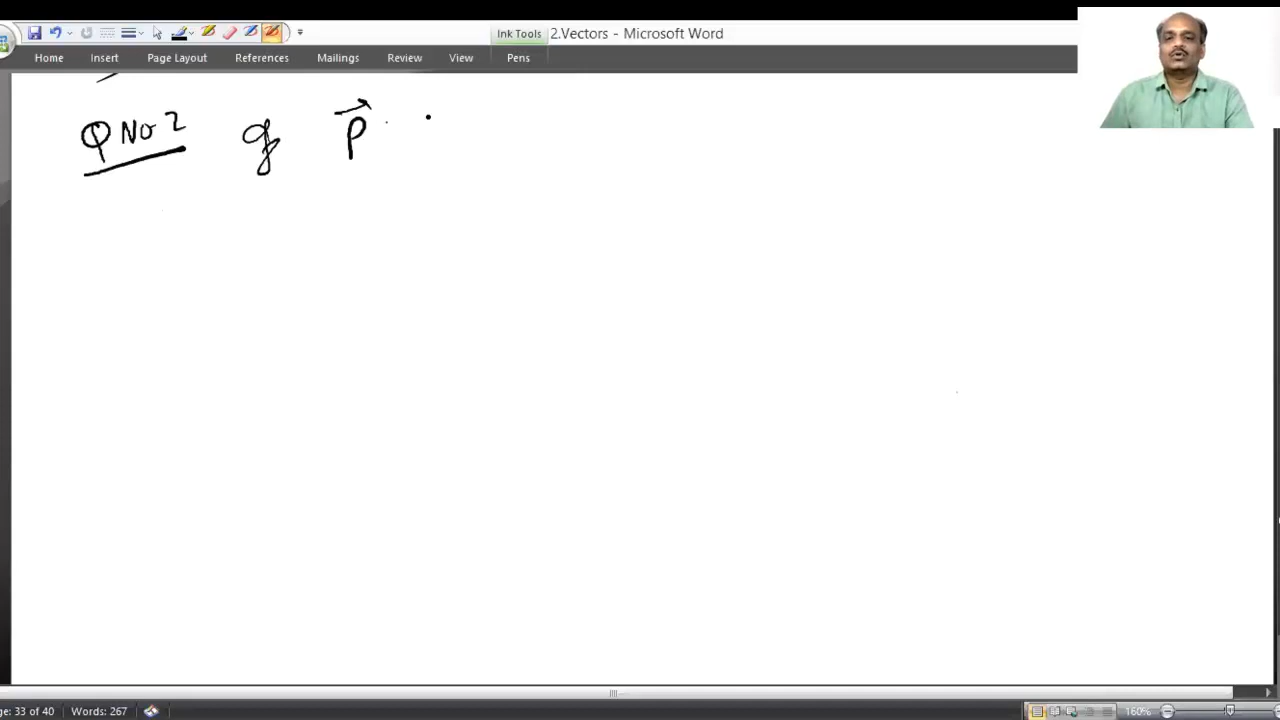 Ink Tools 2.Vectors - Microsoft Word
Home Insert Page Layout References Mailings Review View Pens
Q No 2 If P⃗
ge: 33 of 40 Words: 267 160%